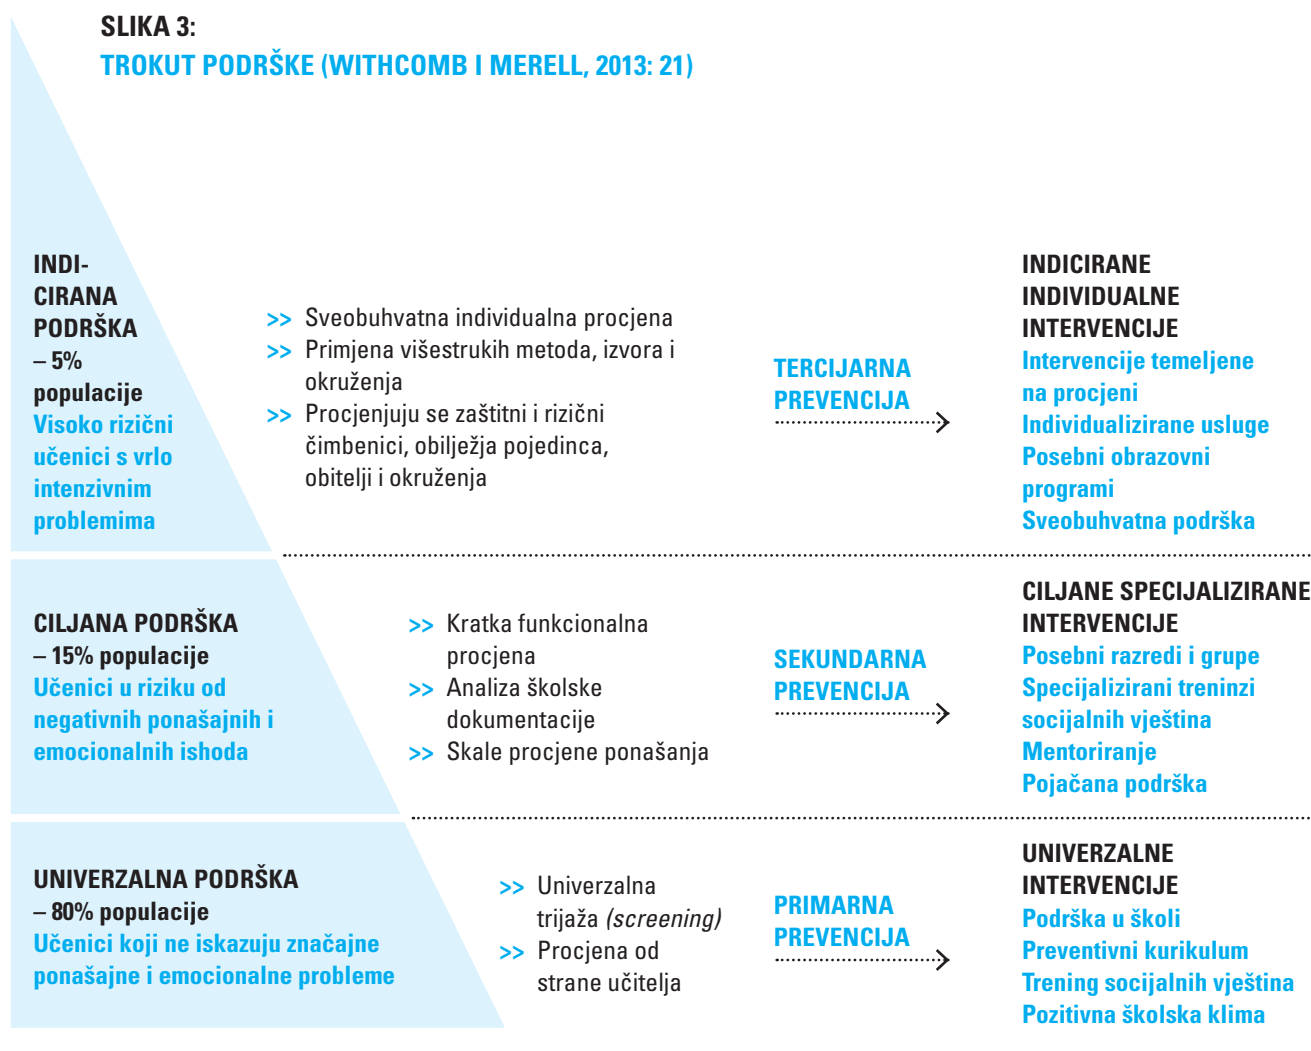 SLIKA 3:
TROKUT PODRŠKE (WITHCOMB I MERELL, 2013: 21)
INDI-
CIRANA
PODRŠKA
– 5%
populacije
Visoko rizični
učenici s vrlo
intenzivnim
problemima
>> Sveobuhvatna individualna procjena
>> Primjena višestrukih metoda, izvora i
okruženja
>> Procjenjuju se zaštitni i rizični
čimbenici, obilježja pojedinca,
obitelji i okruženja
TERCIJARNA
PREVENCIJA
INDICIRANE
INDIVIDUALNE
INTERVENCIJE
Intervencije temeljene
na procjeni
Individualizirane usluge
Posebni obrazovni
programi
Sveobuhvatna podrška
CILJANA PODRŠKA
– 15% populacije
Učenici u riziku od
negativnih ponašajnih i
emocionalnih ishoda
>> Kratka funkcionalna
procjena
>> Analiza školske
dokumentacije
>> Skale procjene ponašanja
SEKUNDARNA
PREVENCIJA
CILJANE SPECIJALIZIRANE
INTERVENCIJE
Posebni razredi i grupe
Specijalizirani treninzi
socijalnih vještina
Mentoriranje
Pojačana podrška
UNIVERZALNA PODRŠKA
– 80% populacije
Učenici koji ne iskazuju značajne
ponašajne i emocionalne probleme
>> Univerzalna
trijaža (screening)
>> Procjena od
strane učitelja
PRIMARNA
PREVENCIJA
UNIVERZALNE
INTERVENCIJE
Podrška u školi
Preventivni kurikulum
Trening socijalnih vještina
Pozitivna školska klima